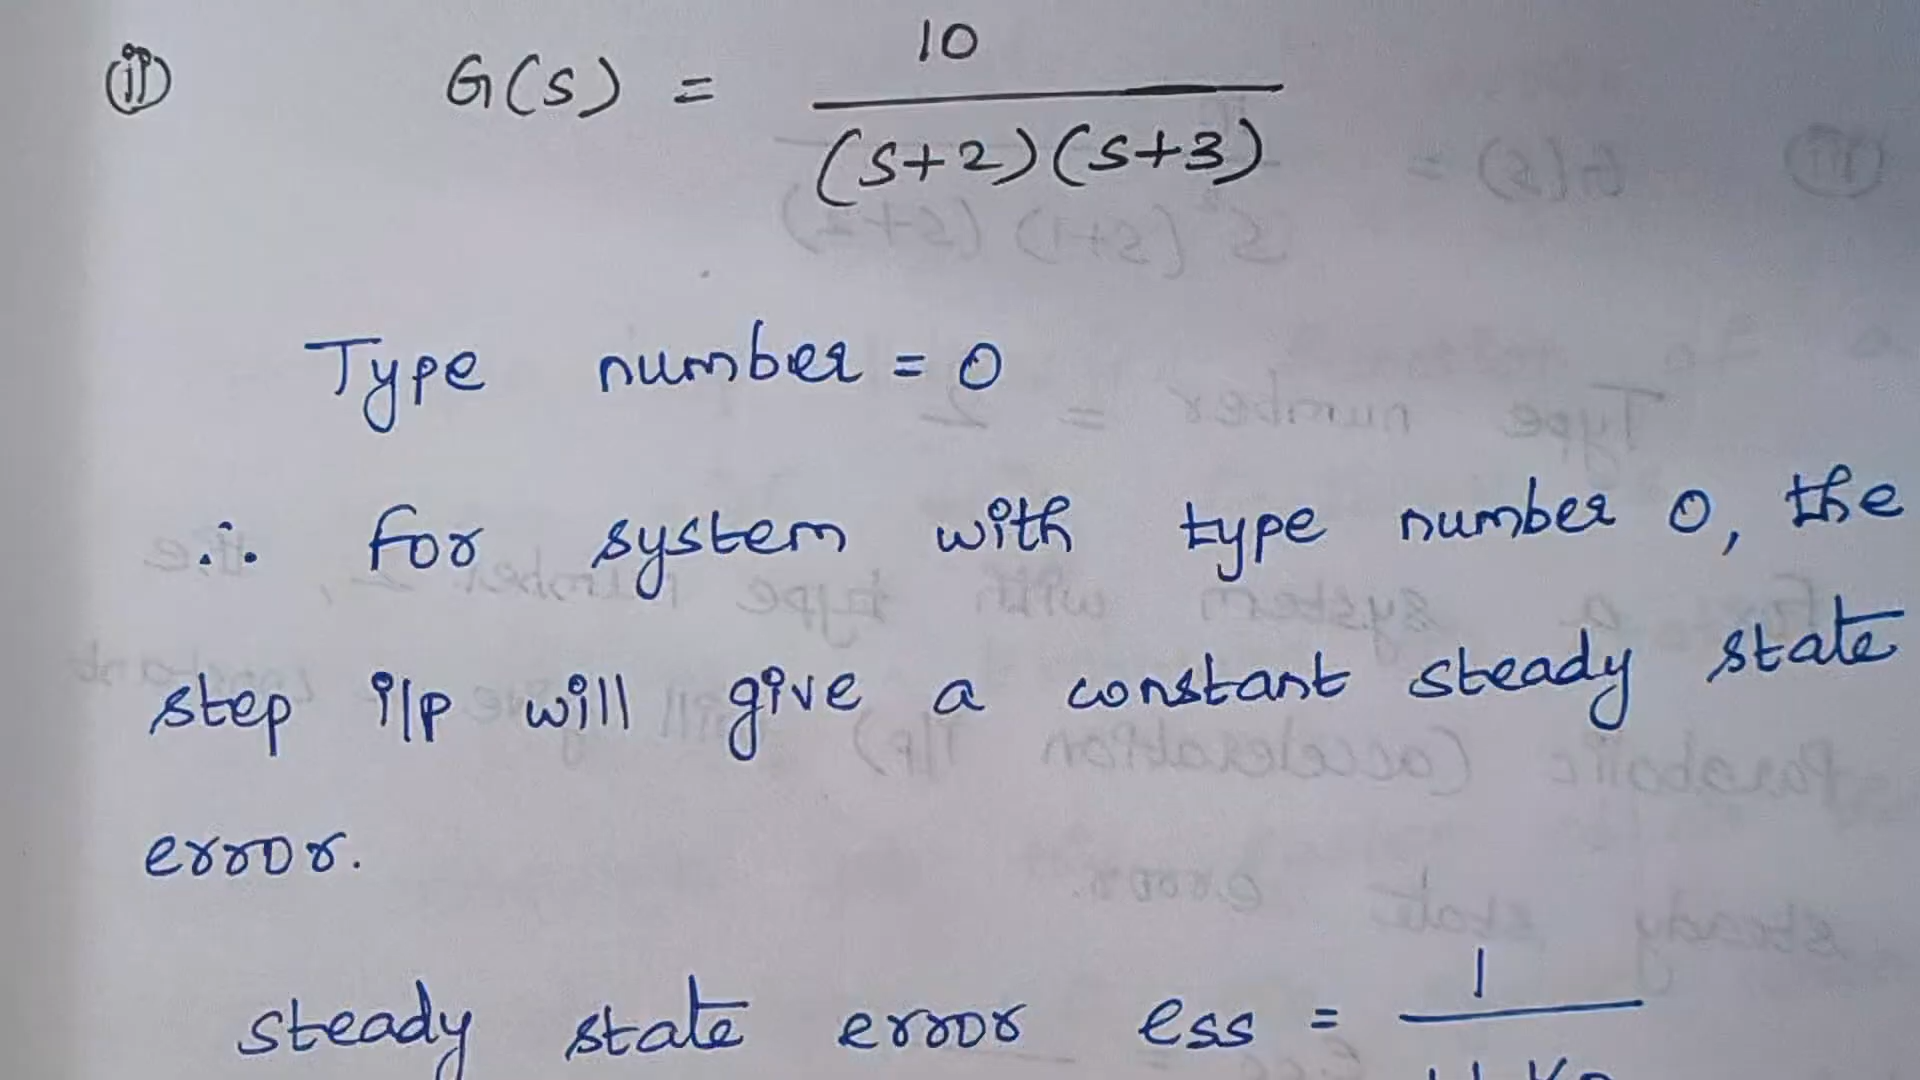 (ii) G(s) = 10
(s+2)(s+3)
Type number = 0
∴ for system with type number 0, the
step i/p will give a constant steady state
error.
steady state error ess = 1